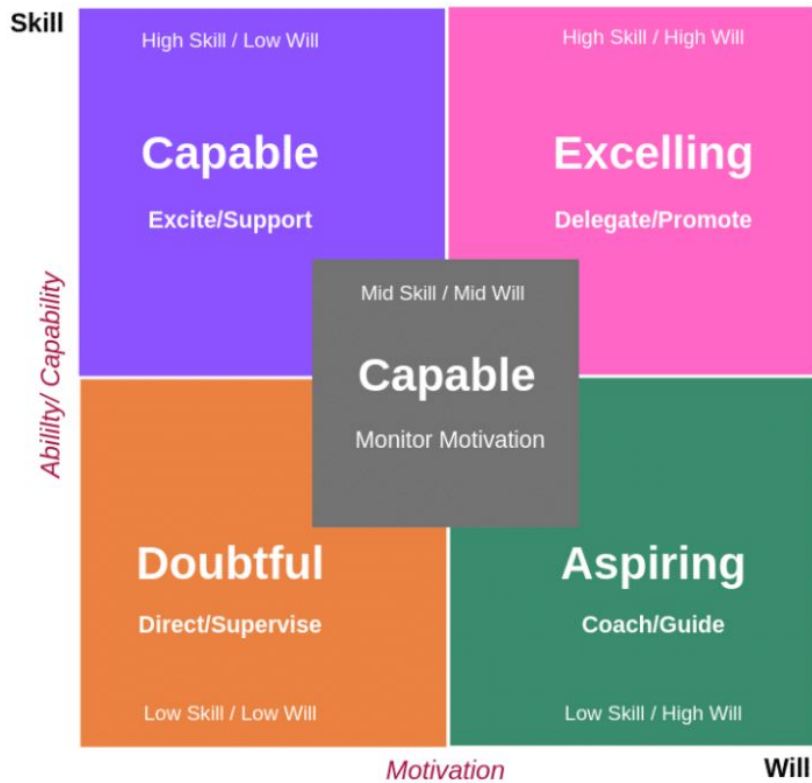 Skill
High Skill / Low Will
Capable
Excite/Support
High Skill / High Will
Excelling
Delegate/Promote
Ability/ Capability
Mid Skill / Mid Will
Capable
Monitor Motivation
Doubtful
Direct/Supervise
Low Skill / Low Will
Aspiring
Coach/Guide
Low Skill / High Will
Motivation
Will